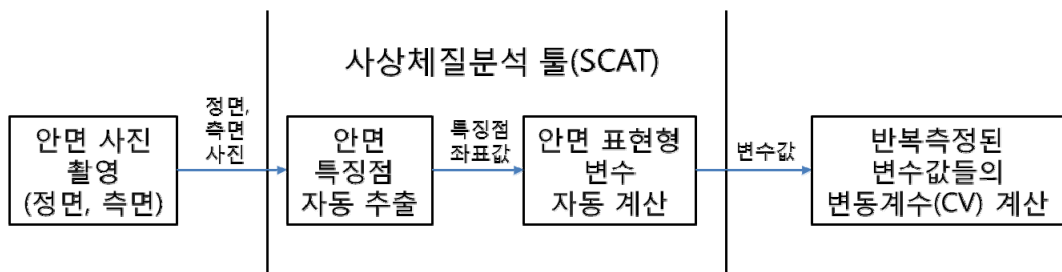 사상체질분석 툴(SCAT)
안면 사진
촬영
(정면, 측면)
정면,
측면
사진
안면
특징점
자동 추출
특징점
좌표값
안면 표현형
변수
자동 계산
변수값
반복측정된
변수값들의
변동계수(CV) 계산